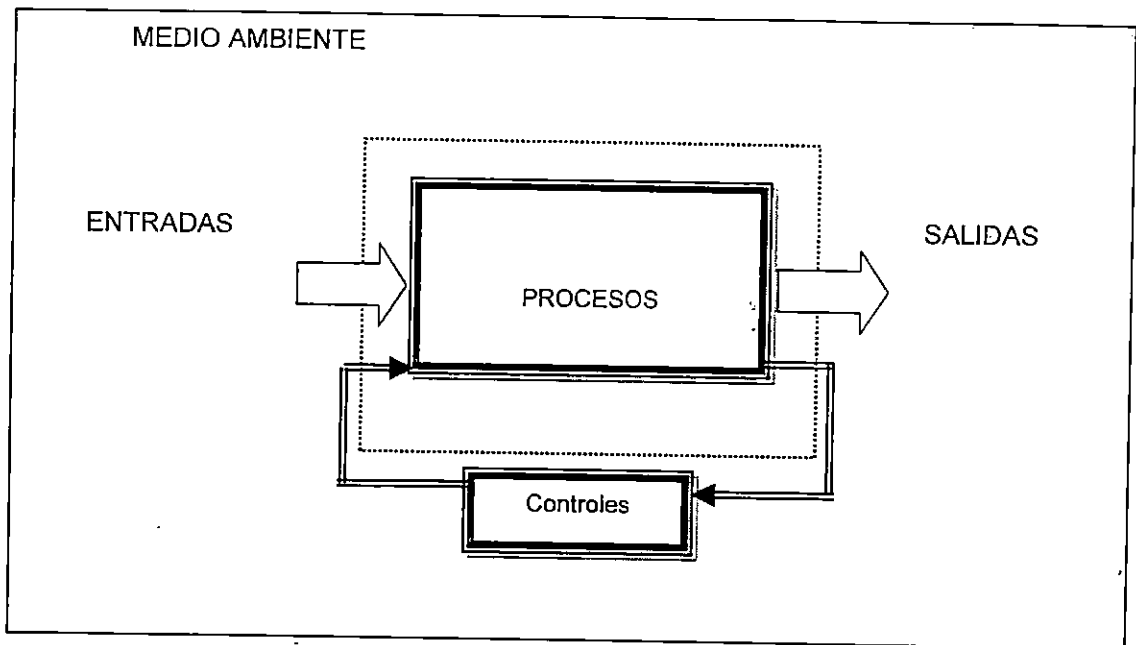 MEDIO AMBIENTE
ENTRADAS
SALIDAS
PROCESOS
Controles